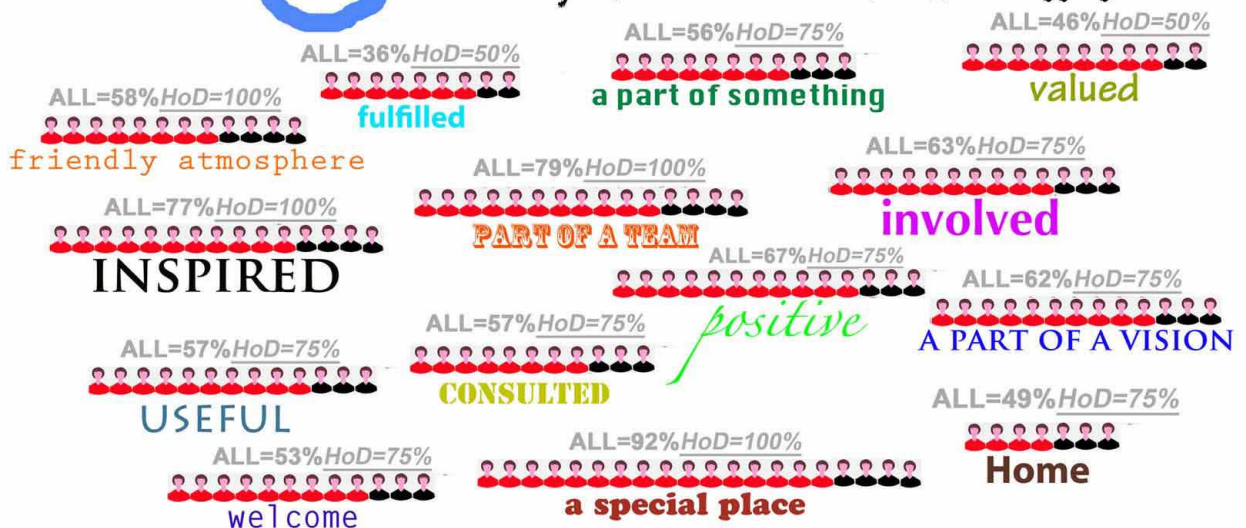 ALL=56%HoD=75%
ALL=46%HoD=50%
ALL=36%HoD=50%
a part of something
valued
ALL=58%HoD=100%
fulfilled
friendly atmosphere
ALL=79%HoD=100%
ALL=63%HoD=75%
ALL=77%HoD=100%
PART OF A TEAM
involved
INSPIRED
ALL=67%HoD=75%
positive
ALL=62%HoD=75%
A PART OF A VISION
ALL=57%HoD=75%
CONSULTED
ALL=57%HoD=75%
USEFUL
ALL=49%HoD=75%
Home
ALL=53%HoD=75%
welcome
ALL=92%HoD=100%
a special place